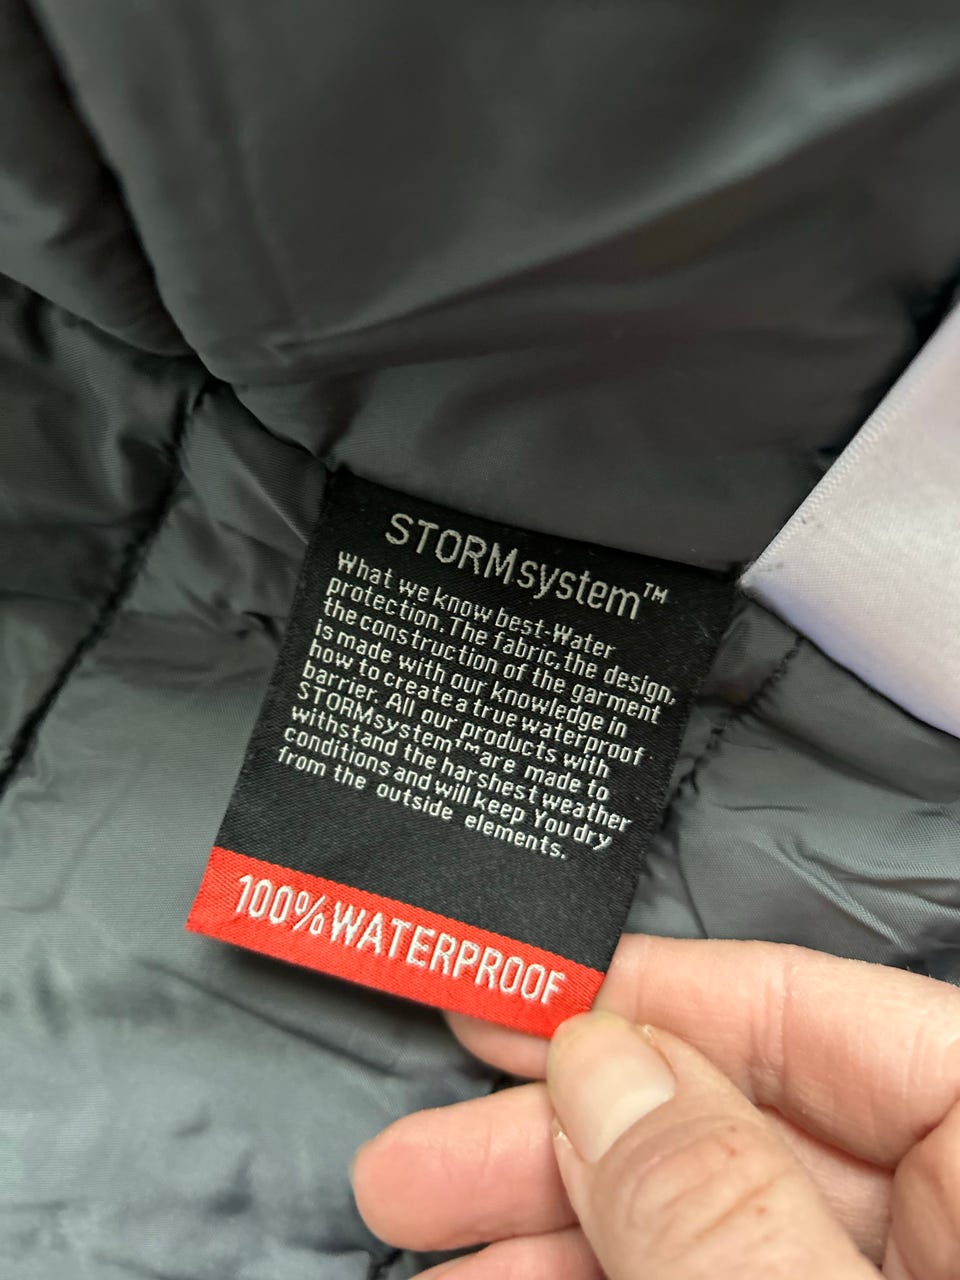 STORMsystem™
What we know best-Water
protection.The fabric,the design,
the construction of the garment
is made with our knowledge in
how to create a true waterproof
barrier. All our products with
STORMsystem™are made to
withstand the harshest weather
conditions and will keep You dry
from the outside elements.
100% WATERPROOF